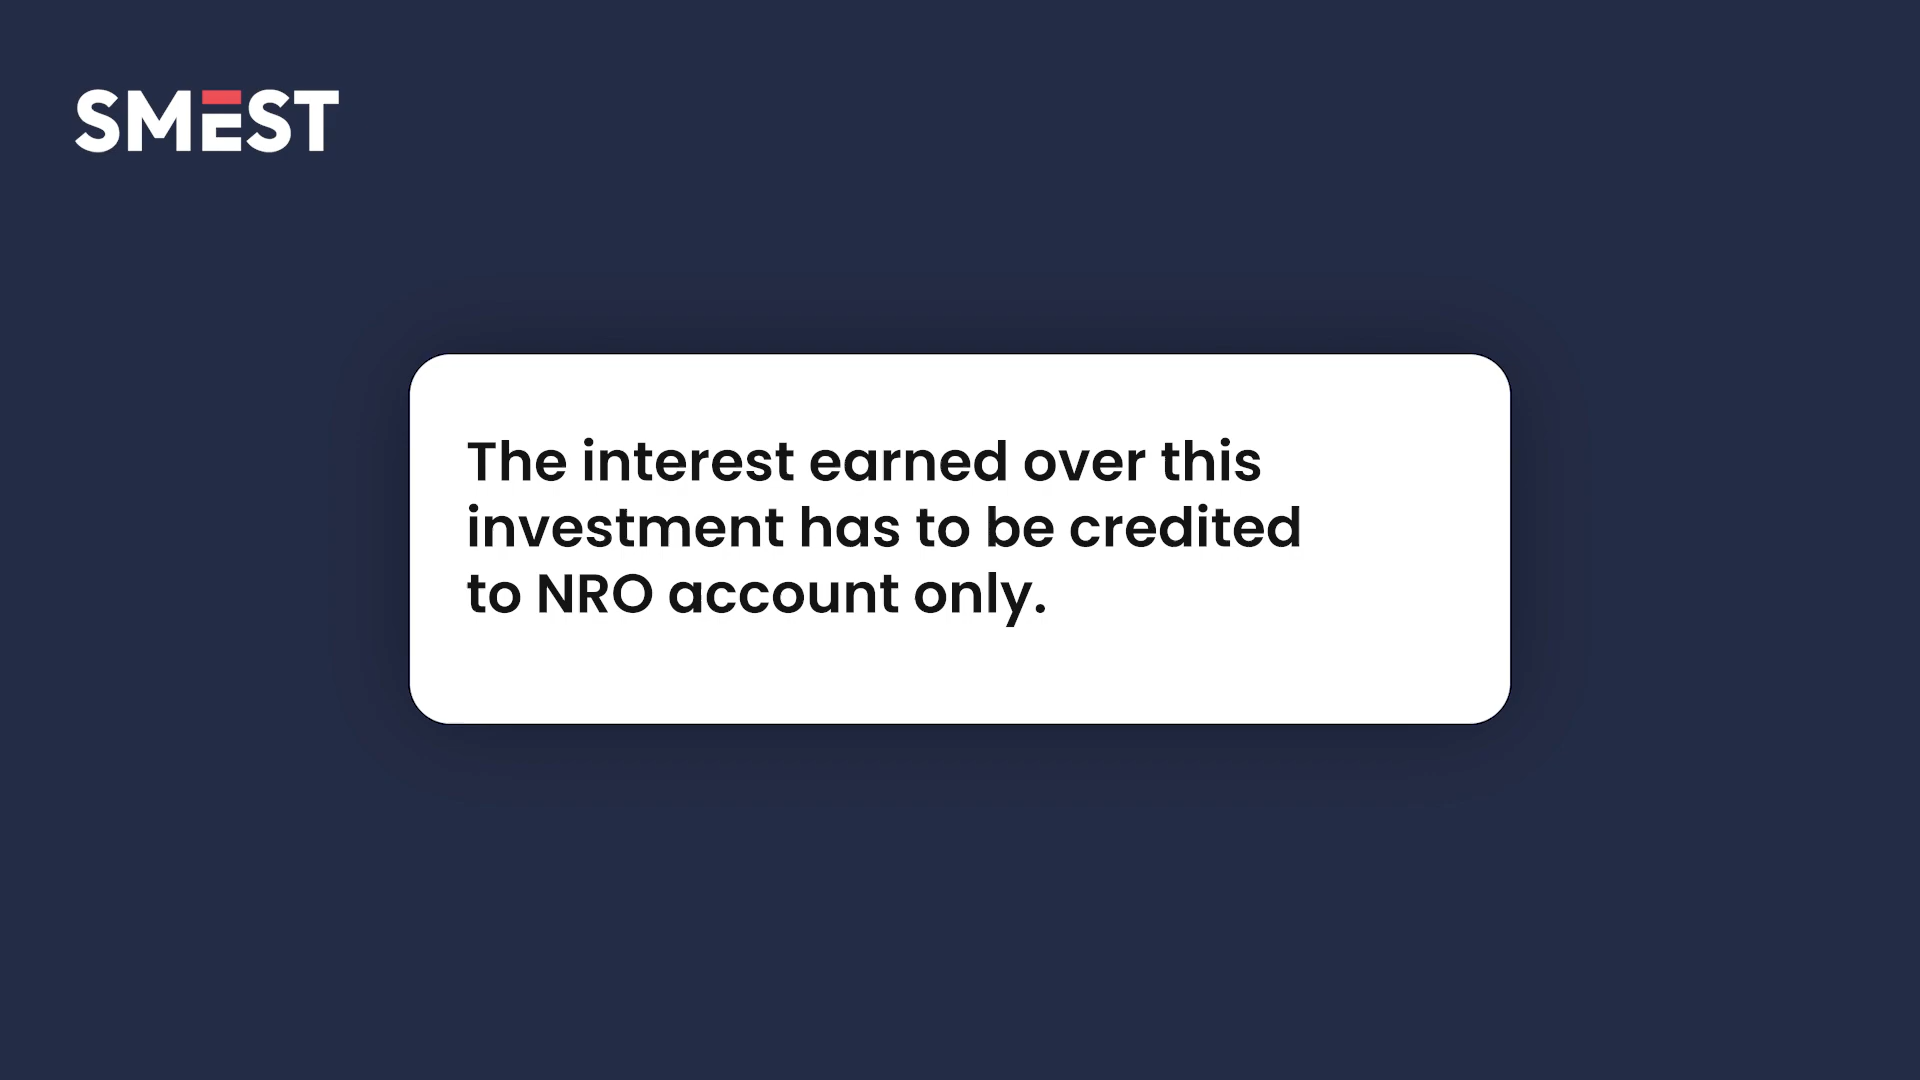 SMEST
The interest earned over this
investment has to be credited
to NRO account only.